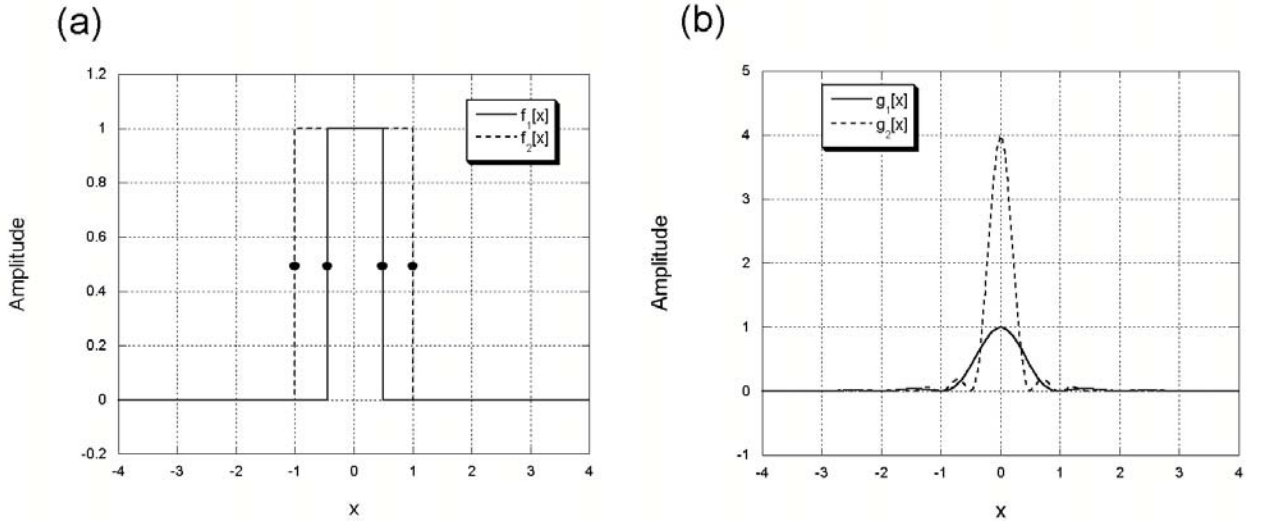 (a)
1.2
1
0.8
0.6
0.4
0.2
0
-0.2
-4 -3 -2 -1 0 1 2 3 4
x
Amplitude
f₁[x]
f₂[x]
(b)
5
4
3
2
1
0
-1
-4 -3 -2 -1 0 1 2 3 4
x
Amplitude
g₁[x]
g₂[x]